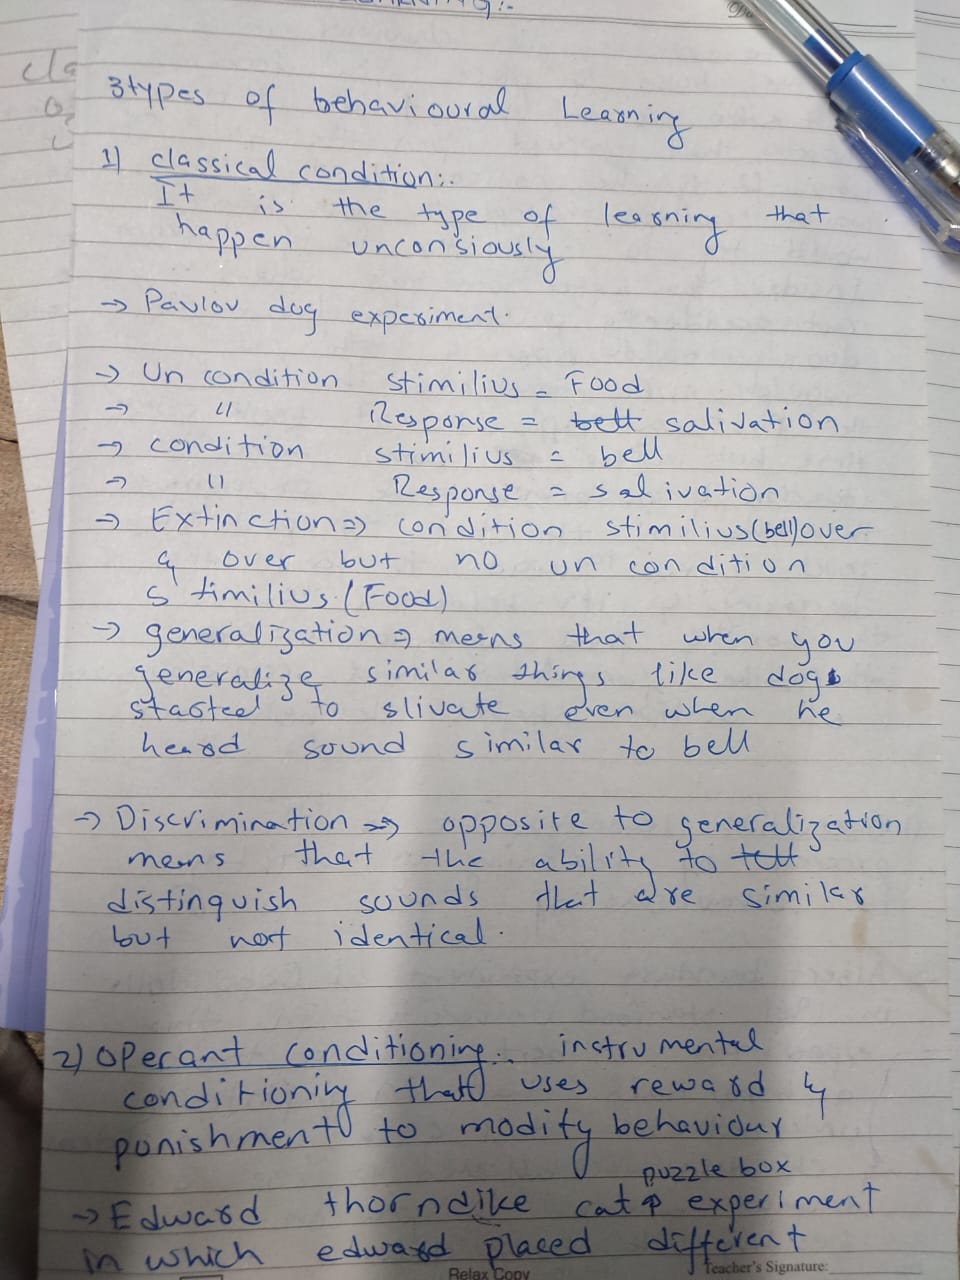 3types of behavioural Learning
1) classical condition:.
It is the type of learning that
happen unconsiously
→ Pavlov dog experiment.
→ Un condition stimilius = Food
→ " Response = bell salivation
→ condition stimilius = bell
→ " Response = salivation
→ Extinction ⇒ condition stimilius (bell) over
& over but no un condition
stimilius (Food)
→ generalization ⇒ means that when you
generalize similar things like dogs
started to slivate even when he
heard sound similar to bell
→ Discrimination ⇒ opposite to generalization
means that the ability to tell
distinguish sounds that are similar
but not identical.
2) Operant conditioning.. instrumental
conditioning that uses reward &
punishment to modify behaviour
puzzle box
→ Edward thorndike cat experiment
in which edward placed different
Teacher's Signature:
Relax Copy